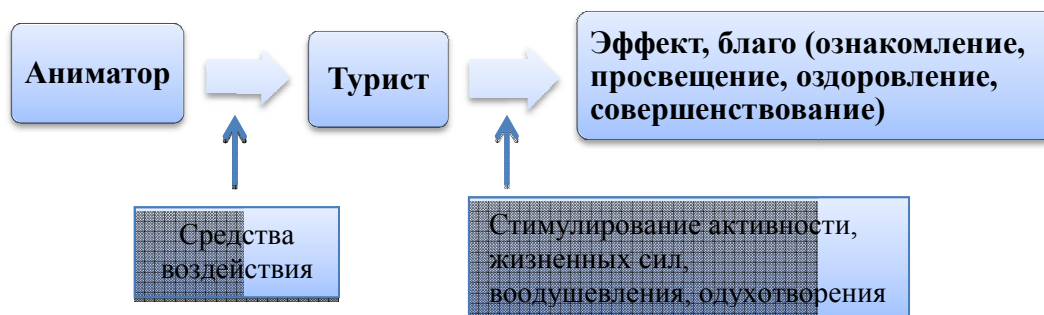 Аниматор
Турист
Эффект, благо (ознакомление,
просвещение, оздоровление,
совершенствование)
Средства
воздействия
Стимулирование активности,
жизненных сил,
воодушевления, одухотворения